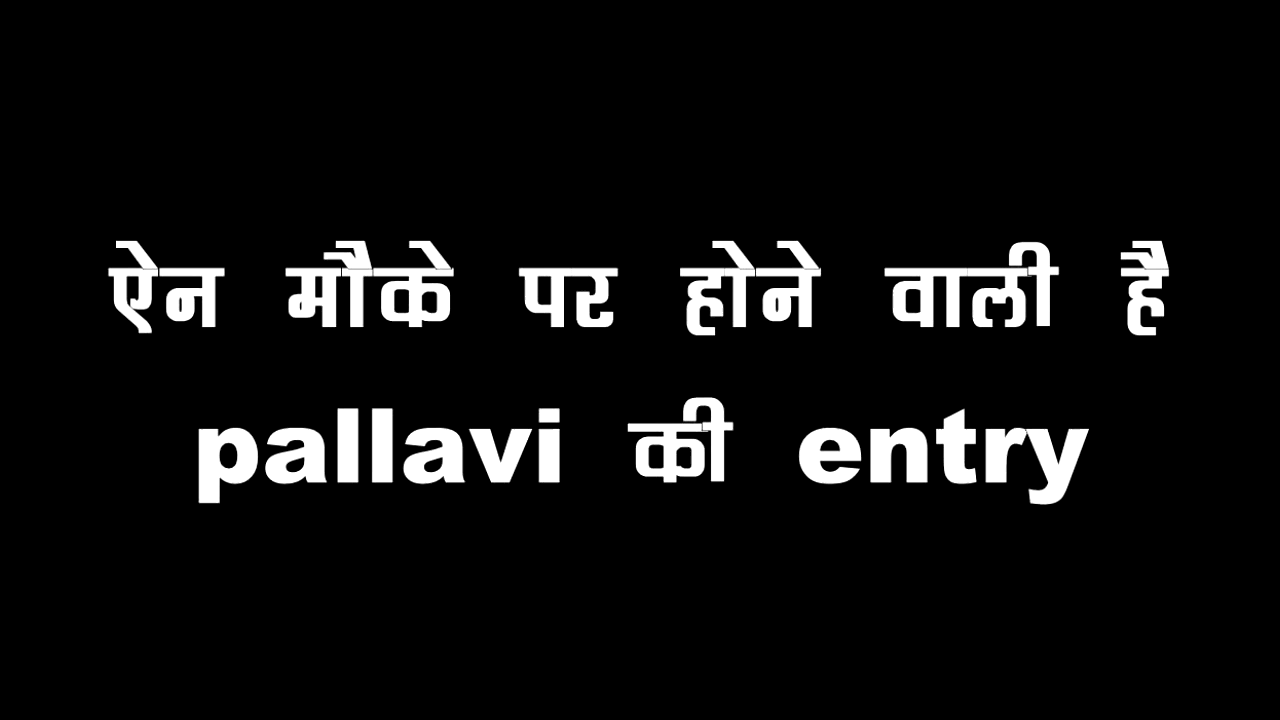 ऐन मौके पर होने वाली है
pallavi की entry